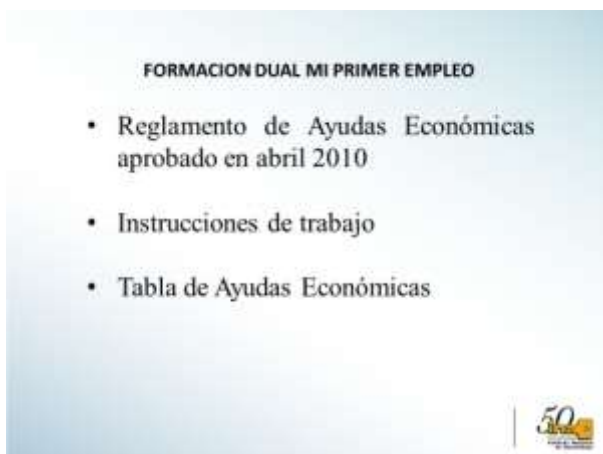 FORMACION DUAL MI PRIMER EMPLEO
• Reglamento de Ayudas Económicas
aprobado en abril 2010
• Instrucciones de trabajo
• Tabla de Ayudas Económicas
50